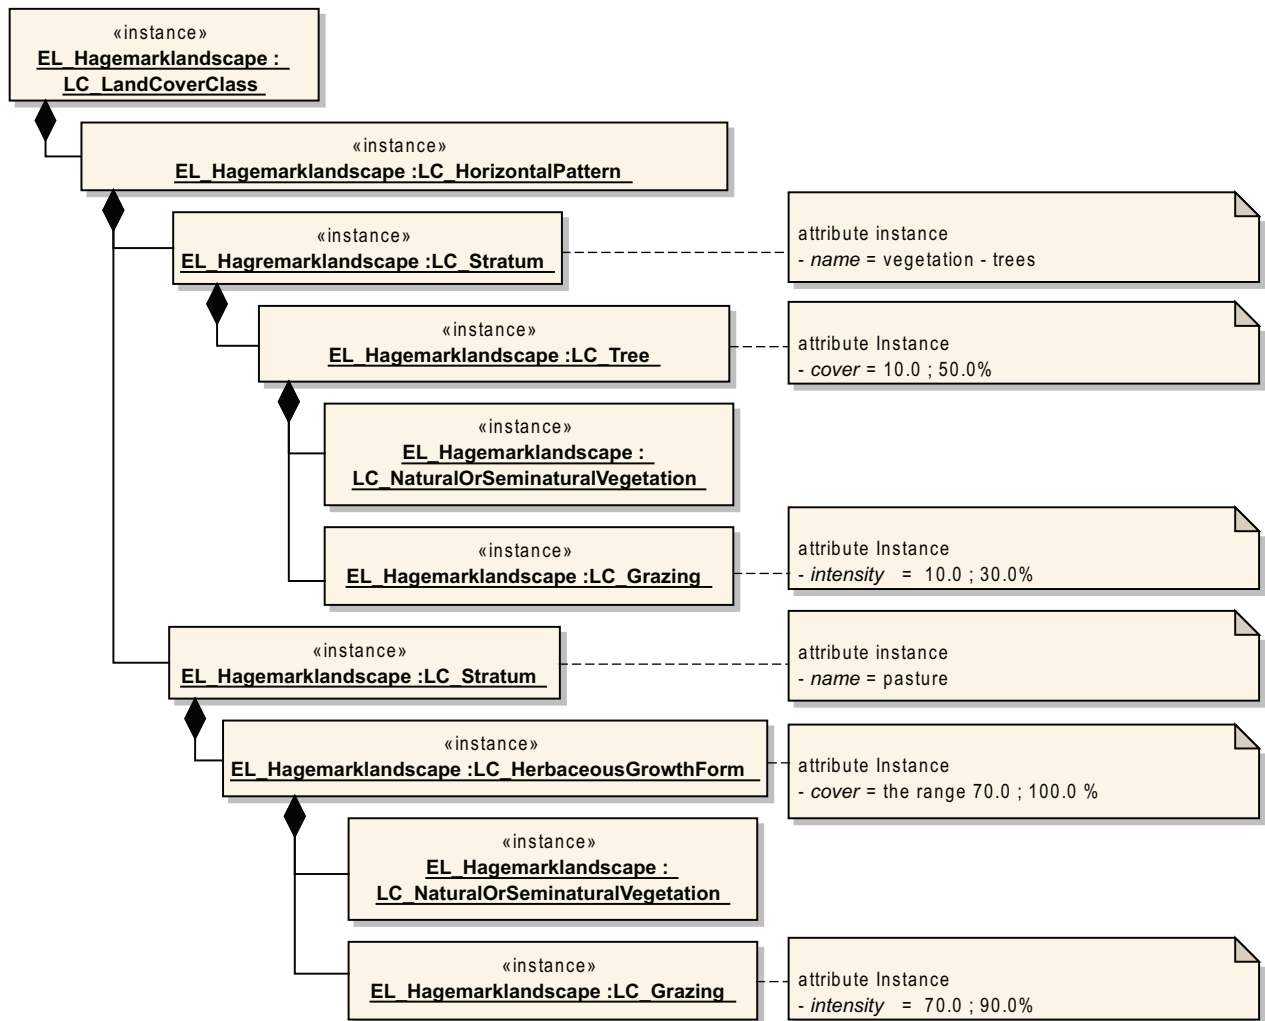 «instance»
EL_Hagemarklandscape :
LC_LandCoverClass
«instance»
EL_Hagemarklandscape :LC_HorizontalPattern
«instance»
EL_Hagremarklandscape :LC_Stratum
attribute instance
- name = vegetation - trees
«instance»
EL_Hagemarklandscape :LC_Tree
attribute Instance
- cover = 10.0 ; 50.0%
«instance»
EL_Hagemarklandscape :
LC_NaturalOrSeminaturalVegetation
«instance»
EL_Hagemarklandscape :LC_Grazing
attribute Instance
- intensity = 10.0 ; 30.0%
«instance»
EL_Hagemarklandscape :LC_Stratum
attribute instance
- name = pasture
«instance»
EL_Hagemarklandscape :LC_HerbaceousGrowthForm
attribute Instance
- cover = the range 70.0 ; 100.0 %
«instance»
EL_Hagemarklandscape :
LC_NaturalOrSeminaturalVegetation
«instance»
EL_Hagemarklandscape :LC_Grazing
attribute Instance
- intensity = 70.0 ; 90.0%